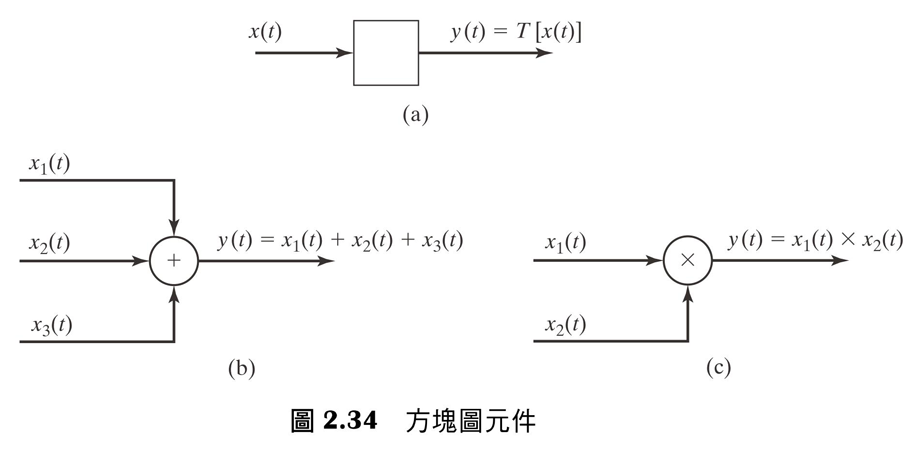 x(t)
y(t) = T[x(t)]
(a)
x₁(t)
x₂(t)
+
y(t) = x₁(t) + x₂(t) + x₃(t)
x₃(t)
(b)
x₁(t)
×
y(t) = x₁(t) × x₂(t)
x₂(t)
(c)
圖 2.34 方塊圖元件